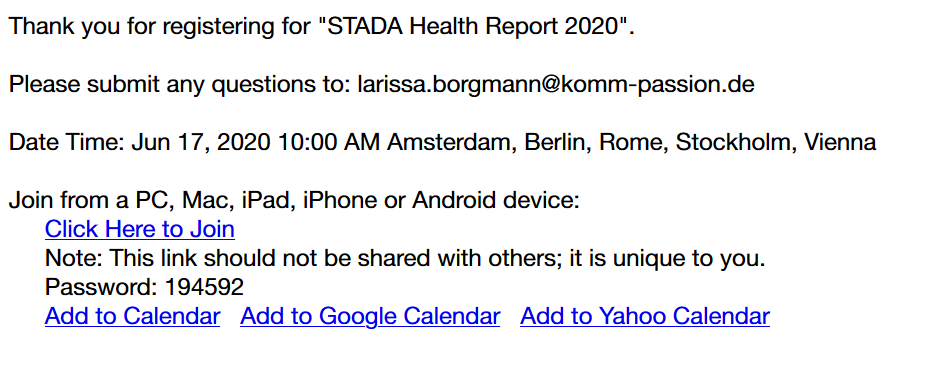 Thank you for registering for "STADA Health Report 2020".
Please submit any questions to: larissa.borgmann@komm-passion.de
Date Time: Jun 17, 2020 10:00 AM Amsterdam, Berlin, Rome, Stockholm, Vienna
Join from a PC, Mac, iPad, iPhone or Android device:
Click Here to Join
Note: This link should not be shared with others; it is unique to you.
Password: 194592
Add to Calendar Add to Google Calendar Add to Yahoo Calendar